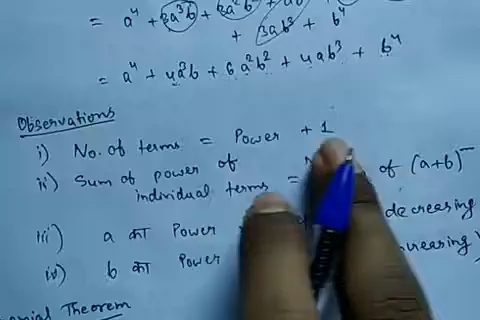 = a⁴ + 3a³b + 3a²b² + ab³
+ 3ab³ + b⁴
= a⁴ + 4a³b + 6a²b² + 4ab³ + b⁴
Observations
i) No. of terms = Power + 1
ii) Sum of power of individual terms = of (a+b)
iii) a का Power decreasing
iv) b का Power
Theorem